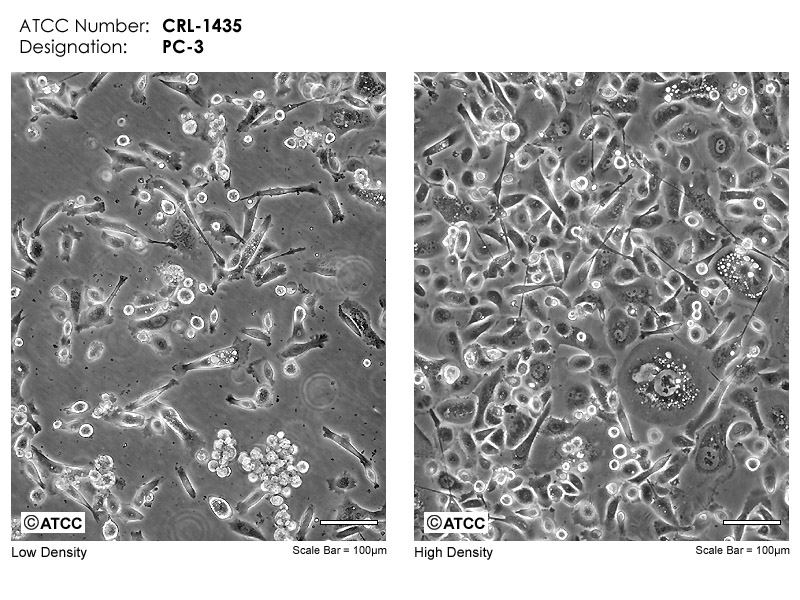 ATCC Number: CRL-1435
Designation: PC-3
©ATCC
©ATCC
Low Density
Scale Bar = 100µm
High Density
Scale Bar = 100µm